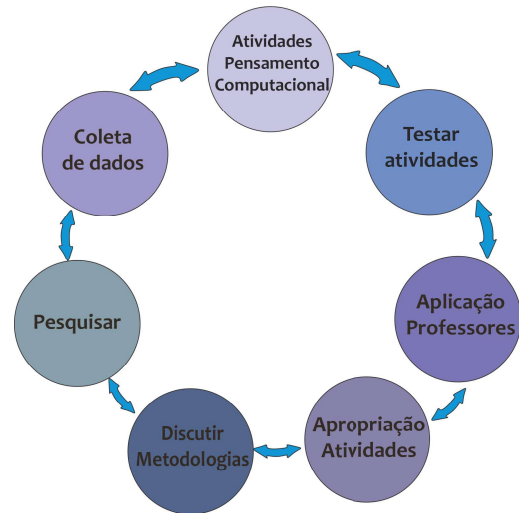 Atividades
Pensamento
Computacional
Testar
atividades
Aplicação
Professores
Apropriação
Atividades
Discutir
Metodologias
Pesquisar
Coleta
de dados